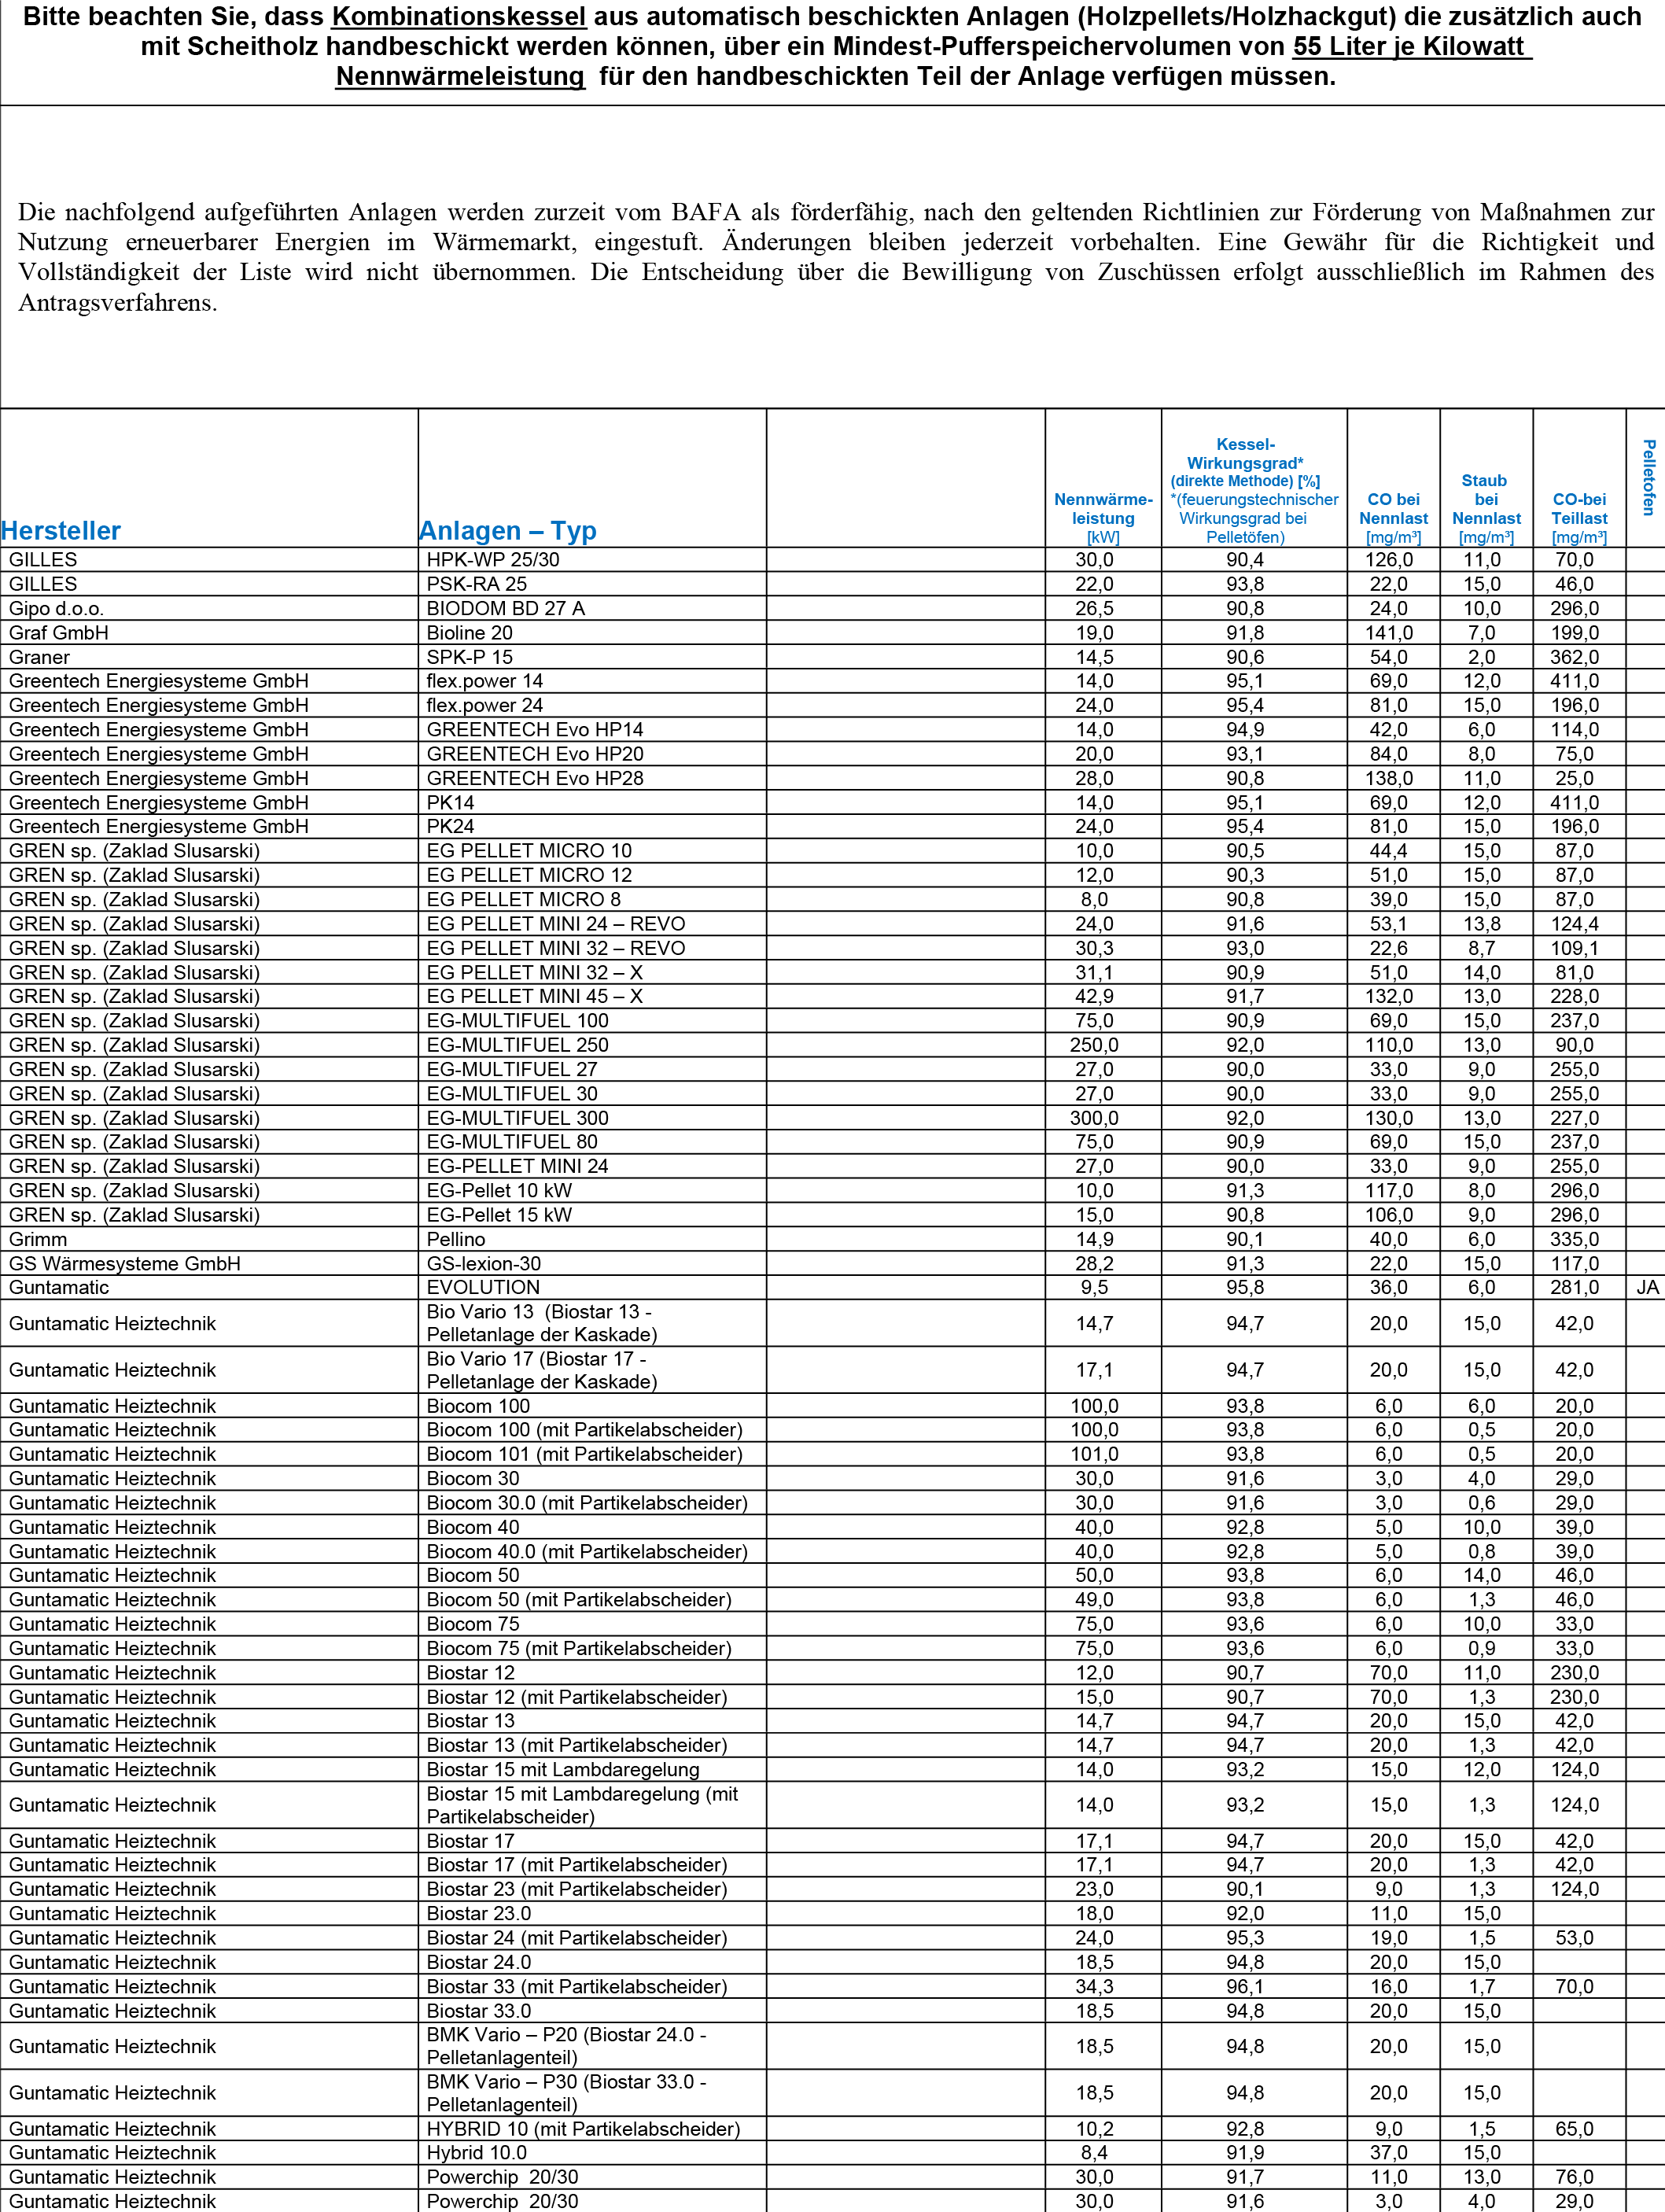 Bitte beachten Sie, dass Kombinationskessel aus automatisch beschickten Anlagen (Holzpellets/Holzhackgut) die zusätzlich auch
mit Scheitholz handbeschickt werden können, über ein Mindest-Pufferspeichervolumen von 55 Liter je Kilowatt
Nennwärmeleistung für den handbeschickten Teil der Anlage verfügen müssen.
Die nachfolgend aufgeführten Anlagen werden zurzeit vom BAFA als förderfähig, nach den geltenden Richtlinien zur Förderung von Maßnahmen zur
Nutzung erneuerbarer Energien im Wärmemarkt, eingestuft. Änderungen bleiben jederzeit vorbehalten. Eine Gewähr für die Richtigkeit und
Vollständigkeit der Liste wird nicht übernommen. Die Entscheidung über die Bewilligung von Zuschüssen erfolgt ausschließlich im Rahmen des
Antragsverfahrens.
Hersteller
Anlagen – Typ
Nennwärme-
leistung
[kW]
Kessel-
Wirkungsgrad*
(direkte Methode) [%]
*(feuerungstechnischer
Wirkungsgrad bei
Pelletöfen)
CO bei
Nennlast
[mg/m³]
Staub
bei
Nennlast
[mg/m³]
CO-bei
Teillast
[mg/m³]
Pelletofen
GILLES HPK-WP 25/30 30,0 90,4 126,0 11,0 70,0
GILLES PSK-RA 25 22,0 93,8 22,0 15,0 46,0
Gipo d.o.o. BIODOM BD 27 A 26,5 90,8 24,0 10,0 296,0
Graf GmbH Bioline 20 19,0 91,8 141,0 7,0 199,0
Graner SPK-P 15 14,5 90,6 54,0 2,0 362,0
Greentech Energiesysteme GmbH flex.power 14 14,0 95,1 69,0 12,0 411,0
Greentech Energiesysteme GmbH flex.power 24 24,0 95,4 81,0 15,0 196,0
Greentech Energiesysteme GmbH GREENTECH Evo HP14 14,0 94,9 42,0 6,0 114,0
Greentech Energiesysteme GmbH GREENTECH Evo HP20 20,0 93,1 84,0 8,0 75,0
Greentech Energiesysteme GmbH GREENTECH Evo HP28 28,0 90,8 138,0 11,0 25,0
Greentech Energiesysteme GmbH PK14 14,0 95,1 69,0 12,0 411,0
Greentech Energiesysteme GmbH PK24 24,0 95,4 81,0 15,0 196,0
GREN sp. (Zaklad Slusarski) EG PELLET MICRO 10 10,0 90,5 44,4 15,0 87,0
GREN sp. (Zaklad Slusarski) EG PELLET MICRO 12 12,0 90,3 51,0 15,0 87,0
GREN sp. (Zaklad Slusarski) EG PELLET MICRO 8 8,0 90,8 39,0 15,0 87,0
GREN sp. (Zaklad Slusarski) EG PELLET MINI 24 – REVO 24,0 91,6 53,1 13,8 124,4
GREN sp. (Zaklad Slusarski) EG PELLET MINI 32 – REVO 30,3 93,0 22,6 8,7 109,1
GREN sp. (Zaklad Slusarski) EG PELLET MINI 32 – X 31,1 90,9 51,0 14,0 81,0
GREN sp. (Zaklad Slusarski) EG PELLET MINI 45 – X 42,9 91,7 132,0 13,0 228,0
GREN sp. (Zaklad Slusarski) EG-MULTIFUEL 100 75,0 90,9 69,0 15,0 237,0
GREN sp. (Zaklad Slusarski) EG-MULTIFUEL 250 250,0 92,0 110,0 13,0 90,0
GREN sp. (Zaklad Slusarski) EG-MULTIFUEL 27 27,0 90,0 33,0 9,0 255,0
GREN sp. (Zaklad Slusarski) EG-MULTIFUEL 30 27,0 90,0 33,0 9,0 255,0
GREN sp. (Zaklad Slusarski) EG-MULTIFUEL 300 300,0 92,0 130,0 13,0 227,0
GREN sp. (Zaklad Slusarski) EG-MULTIFUEL 80 75,0 90,9 69,0 15,0 237,0
GREN sp. (Zaklad Slusarski) EG-PELLET MINI 24 27,0 90,0 33,0 9,0 255,0
GREN sp. (Zaklad Slusarski) EG-Pellet 10 kW 10,0 91,3 117,0 8,0 296,0
GREN sp. (Zaklad Slusarski) EG-Pellet 15 kW 15,0 90,8 106,0 9,0 296,0
Grimm Pellino 14,9 90,1 40,0 6,0 335,0
GS Wärmesysteme GmbH GS-lexion-30 28,2 91,3 22,0 15,0 117,0
Guntamatic EVOLUTION 9,5 95,8 36,0 6,0 281,0 JA
Bio Vario 13 (Biostar 13 -
Guntamatic Heiztechnik Pelletanlage der Kaskade) 14,7 94,7 20,0 15,0 42,0
Bio Vario 17 (Biostar 17 -
Guntamatic Heiztechnik Pelletanlage der Kaskade) 17,1 94,7 20,0 15,0 42,0
Guntamatic Heiztechnik Biocom 100 100,0 93,8 6,0 6,0 20,0
Guntamatic Heiztechnik Biocom 100 (mit Partikelabscheider) 100,0 93,8 6,0 0,5 20,0
Guntamatic Heiztechnik Biocom 101 (mit Partikelabscheider) 101,0 93,8 6,0 0,5 20,0
Guntamatic Heiztechnik Biocom 30 30,0 91,6 3,0 4,0 29,0
Guntamatic Heiztechnik Biocom 30.0 (mit Partikelabscheider) 30,0 91,6 3,0 0,6 29,0
Guntamatic Heiztechnik Biocom 40 40,0 92,8 5,0 10,0 39,0
Guntamatic Heiztechnik Biocom 40.0 (mit Partikelabscheider) 40,0 92,8 5,0 0,8 39,0
Guntamatic Heiztechnik Biocom 50 50,0 93,8 6,0 14,0 46,0
Guntamatic Heiztechnik Biocom 50 (mit Partikelabscheider) 49,0 93,8 6,0 1,3 46,0
Guntamatic Heiztechnik Biocom 75 75,0 93,6 6,0 10,0 33,0
Guntamatic Heiztechnik Biocom 75 (mit Partikelabscheider) 75,0 93,6 6,0 0,9 33,0
Guntamatic Heiztechnik Biostar 12 12,0 90,7 70,0 11,0 230,0
Guntamatic Heiztechnik Biostar 12 (mit Partikelabscheider) 15,0 90,7 70,0 1,3 230,0
Guntamatic Heiztechnik Biostar 13 14,7 94,7 20,0 15,0 42,0
Guntamatic Heiztechnik Biostar 13 (mit Partikelabscheider) 14,7 94,7 20,0 1,3 42,0
Guntamatic Heiztechnik Biostar 15 mit Lambdaregelung 14,0 93,2 15,0 12,0 124,0
Biostar 15 mit Lambdaregelung (mit
Guntamatic Heiztechnik Partikelabscheider) 14,0 93,2 15,0 1,3 124,0
Guntamatic Heiztechnik Biostar 17 17,1 94,7 20,0 15,0 42,0
Guntamatic Heiztechnik Biostar 17 (mit Partikelabscheider) 17,1 94,7 20,0 1,3 42,0
Guntamatic Heiztechnik Biostar 23 (mit Partikelabscheider) 23,0 90,1 9,0 1,3 124,0
Guntamatic Heiztechnik Biostar 23.0 18,0 92,0 11,0 15,0
Guntamatic Heiztechnik Biostar 24 (mit Partikelabscheider) 24,0 95,3 19,0 1,5 53,0
Guntamatic Heiztechnik Biostar 24.0 18,5 94,8 20,0 15,0
Guntamatic Heiztechnik Biostar 33 (mit Partikelabscheider) 34,3 96,1 16,0 1,7 70,0
Guntamatic Heiztechnik Biostar 33.0 18,5 94,8 20,0 15,0
BMK Vario – P20 (Biostar 24.0 -
Guntamatic Heiztechnik Pelletanlagenteil) 18,5 94,8 20,0 15,0
BMK Vario – P30 (Biostar 33.0 -
Guntamatic Heiztechnik Pelletanlagenteil) 18,5 94,8 20,0 15,0
Guntamatic Heiztechnik HYBRID 10 (mit Partikelabscheider) 10,2 92,8 9,0 1,5 65,0
Guntamatic Heiztechnik Hybrid 10.0 8,4 91,9 37,0 15,0
Guntamatic Heiztechnik Powerchip 20/30 30,0 91,7 11,0 13,0 76,0
Guntamatic Heiztechnik Powerchip 20/30 30,0 91,6 3,0 4,0 29,0